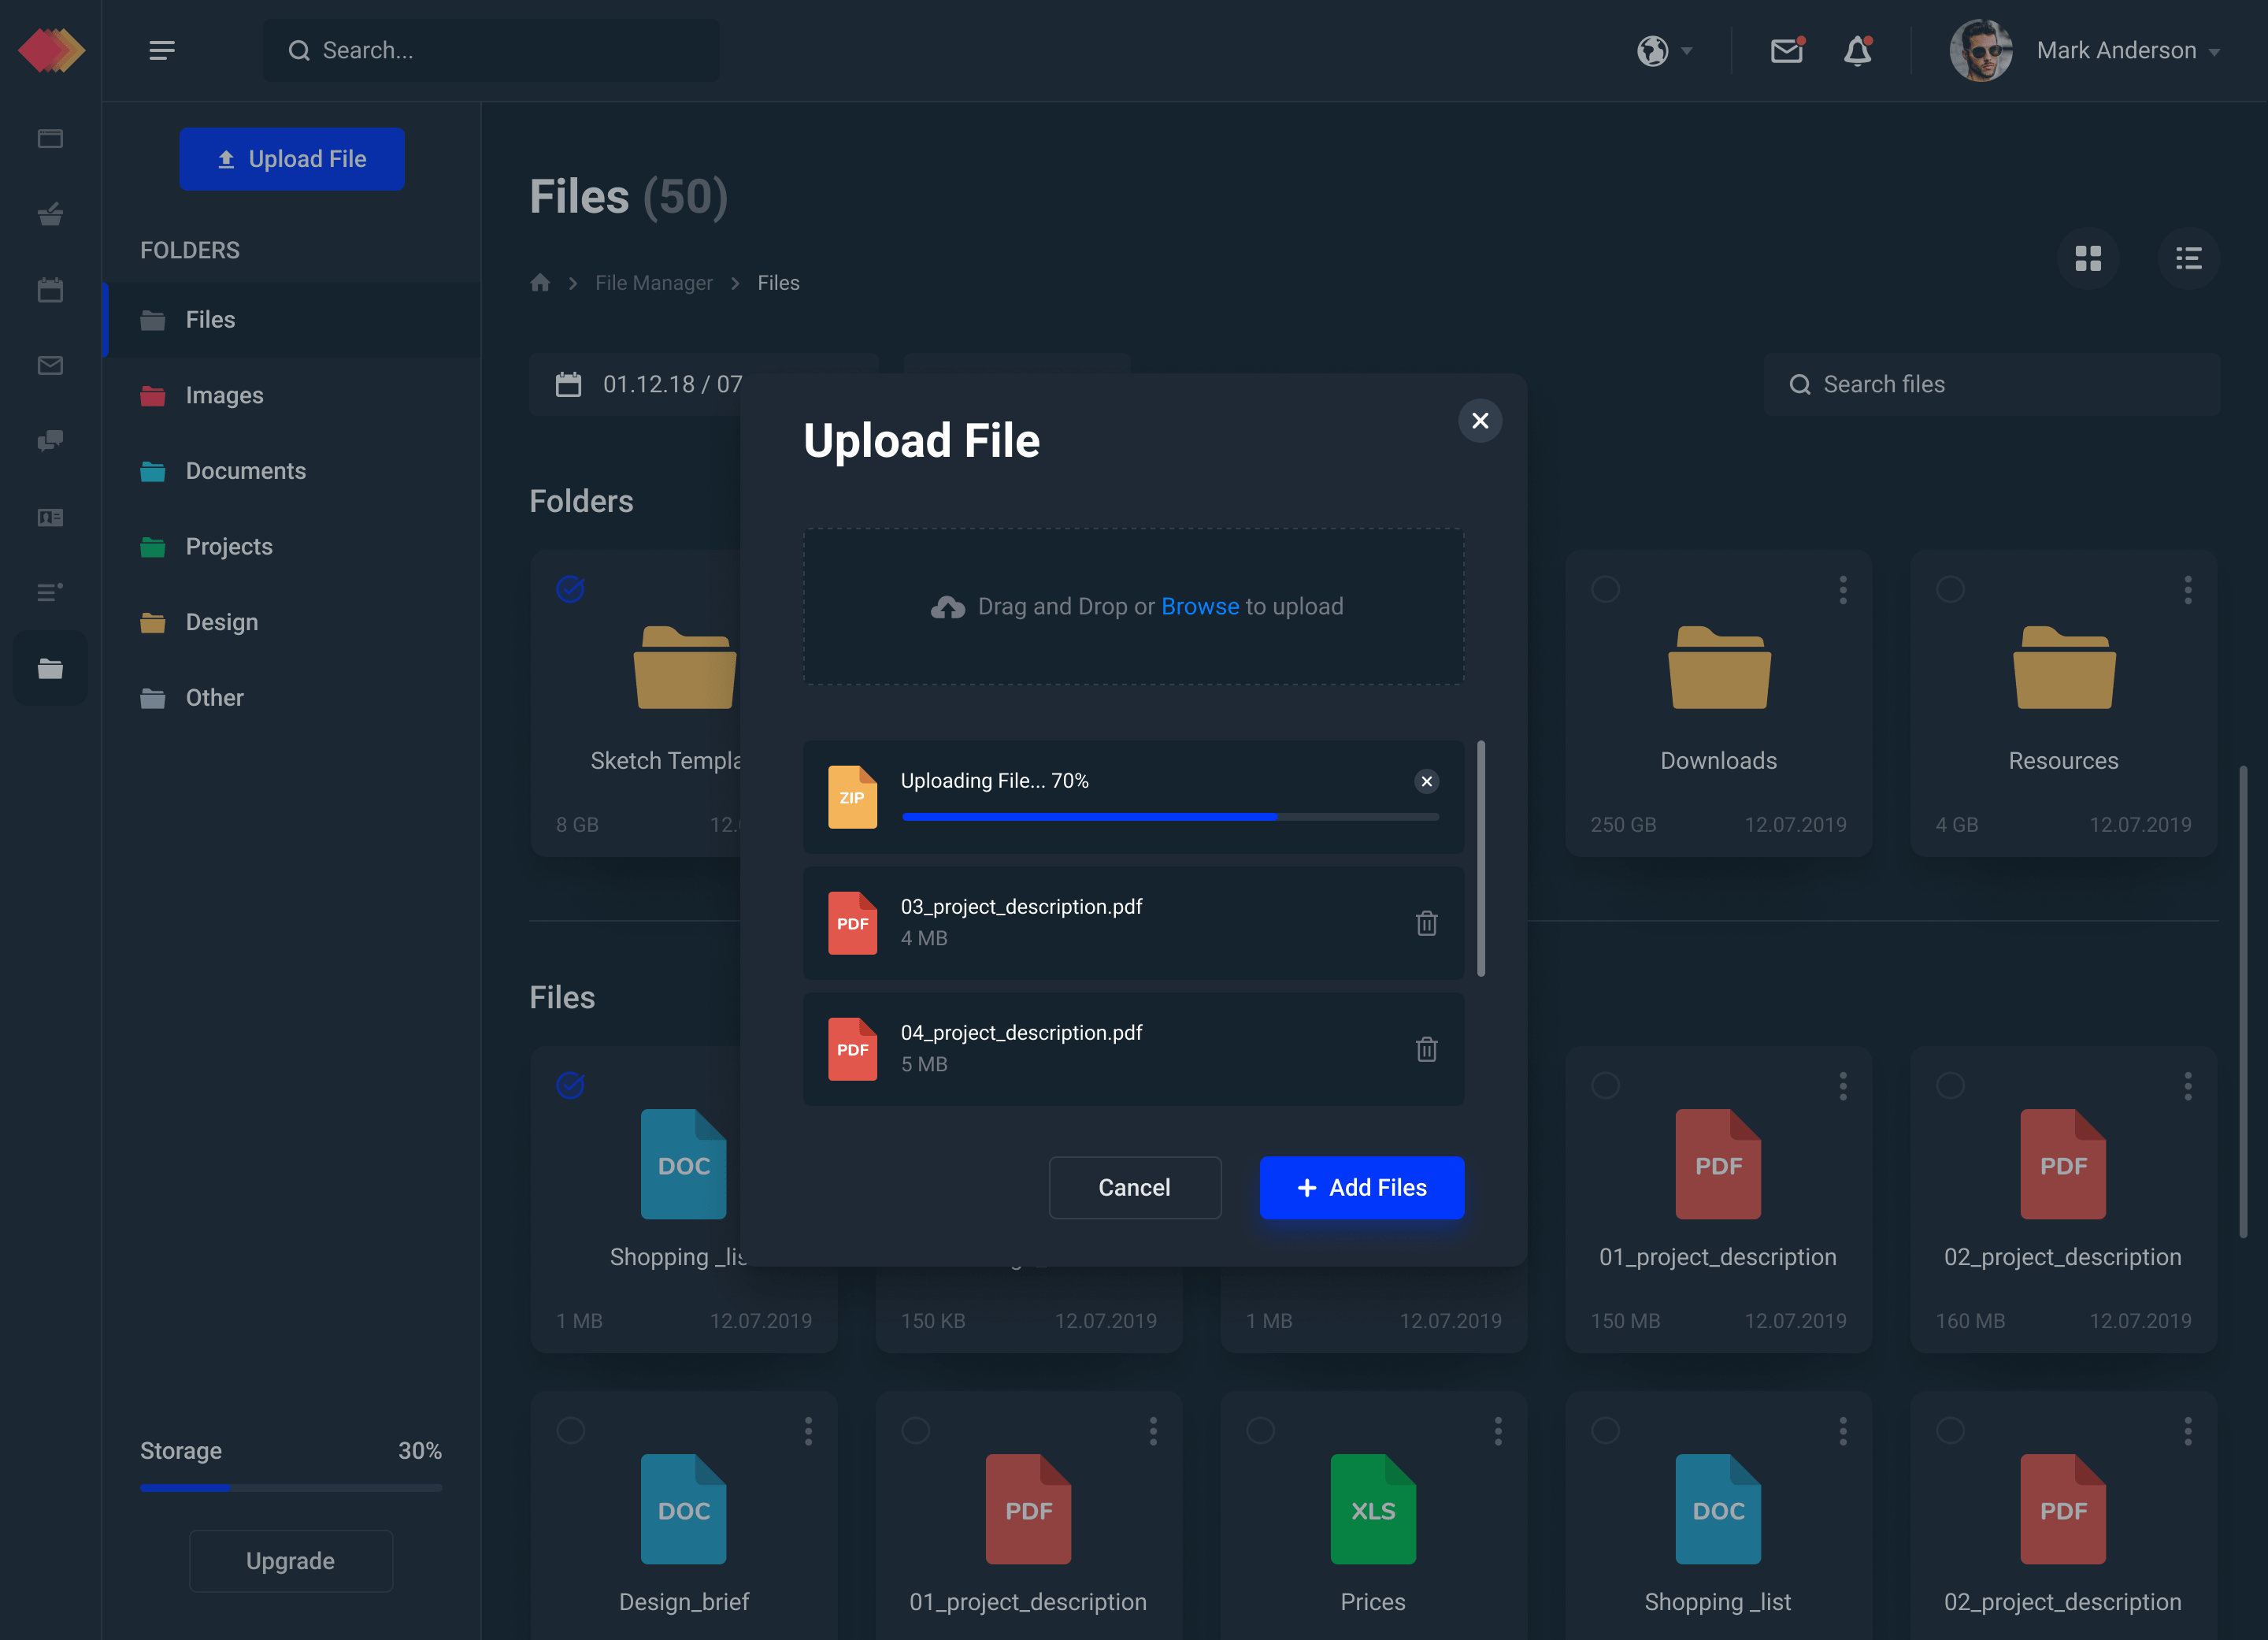 Search...
Mark Anderson
Upload File
FOLDERS
Files
Images
Documents
Projects
Design
Other
Storage 30%
Upgrade
Files (50)
File Manager Files
01.12.18 / 07
Search files
Folders
Sketch
8 GB
Downloads
250 GB 12.07.2019
Resources
4 GB 12.07.2019
Files
DOC
Shopping
1 MB 12.07.2019
150 KB 12.07.2019
1 MB 12.07.2019
PDF
01_project_description
150 MB 12.07.2019
PDF
02_project_description
160 MB 12.07.2019
DOC
Design_brief
PDF
01_project_description
XLS
Prices
DOC
Shopping _list
PDF
02_project_description
Upload File
Drag and Drop or Browse to upload
ZIP
Uploading File... 70%
PDF
03_project_description.pdf
4 MB
PDF
04_project_description.pdf
5 MB
Cancel
Add Files